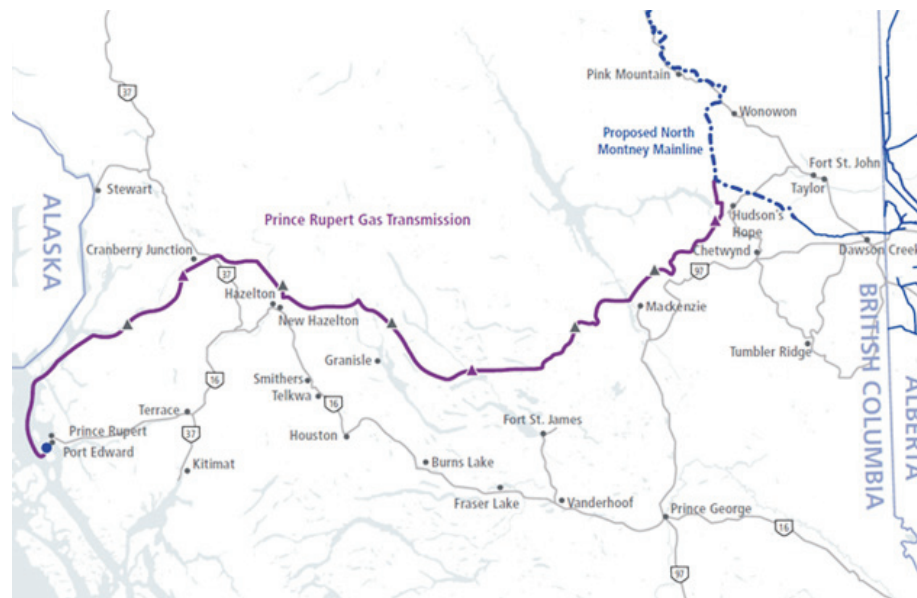 Pink Mountain
Wonowon
37
Proposed North
Montney Mainline
Fort St. John
Taylor
Stewart
ALASKA
Prince Rupert Gas Transmission
Hudson's
Hope
Cranberry Junction
Chetwynd
Dawson Creek
37
97
Hazelton
New Hazelton
Mackenzie
BRITISH COLUMBIA
Granisle
Tumbler Ridge
16
Smithers
Telkwa
ALBERTA
16
Terrace
Fort St. James
Prince Rupert
Port Edward
37
Houston
Kitimat
Burns Lake
Fraser Lake
Vanderhoof
Prince George
16
97